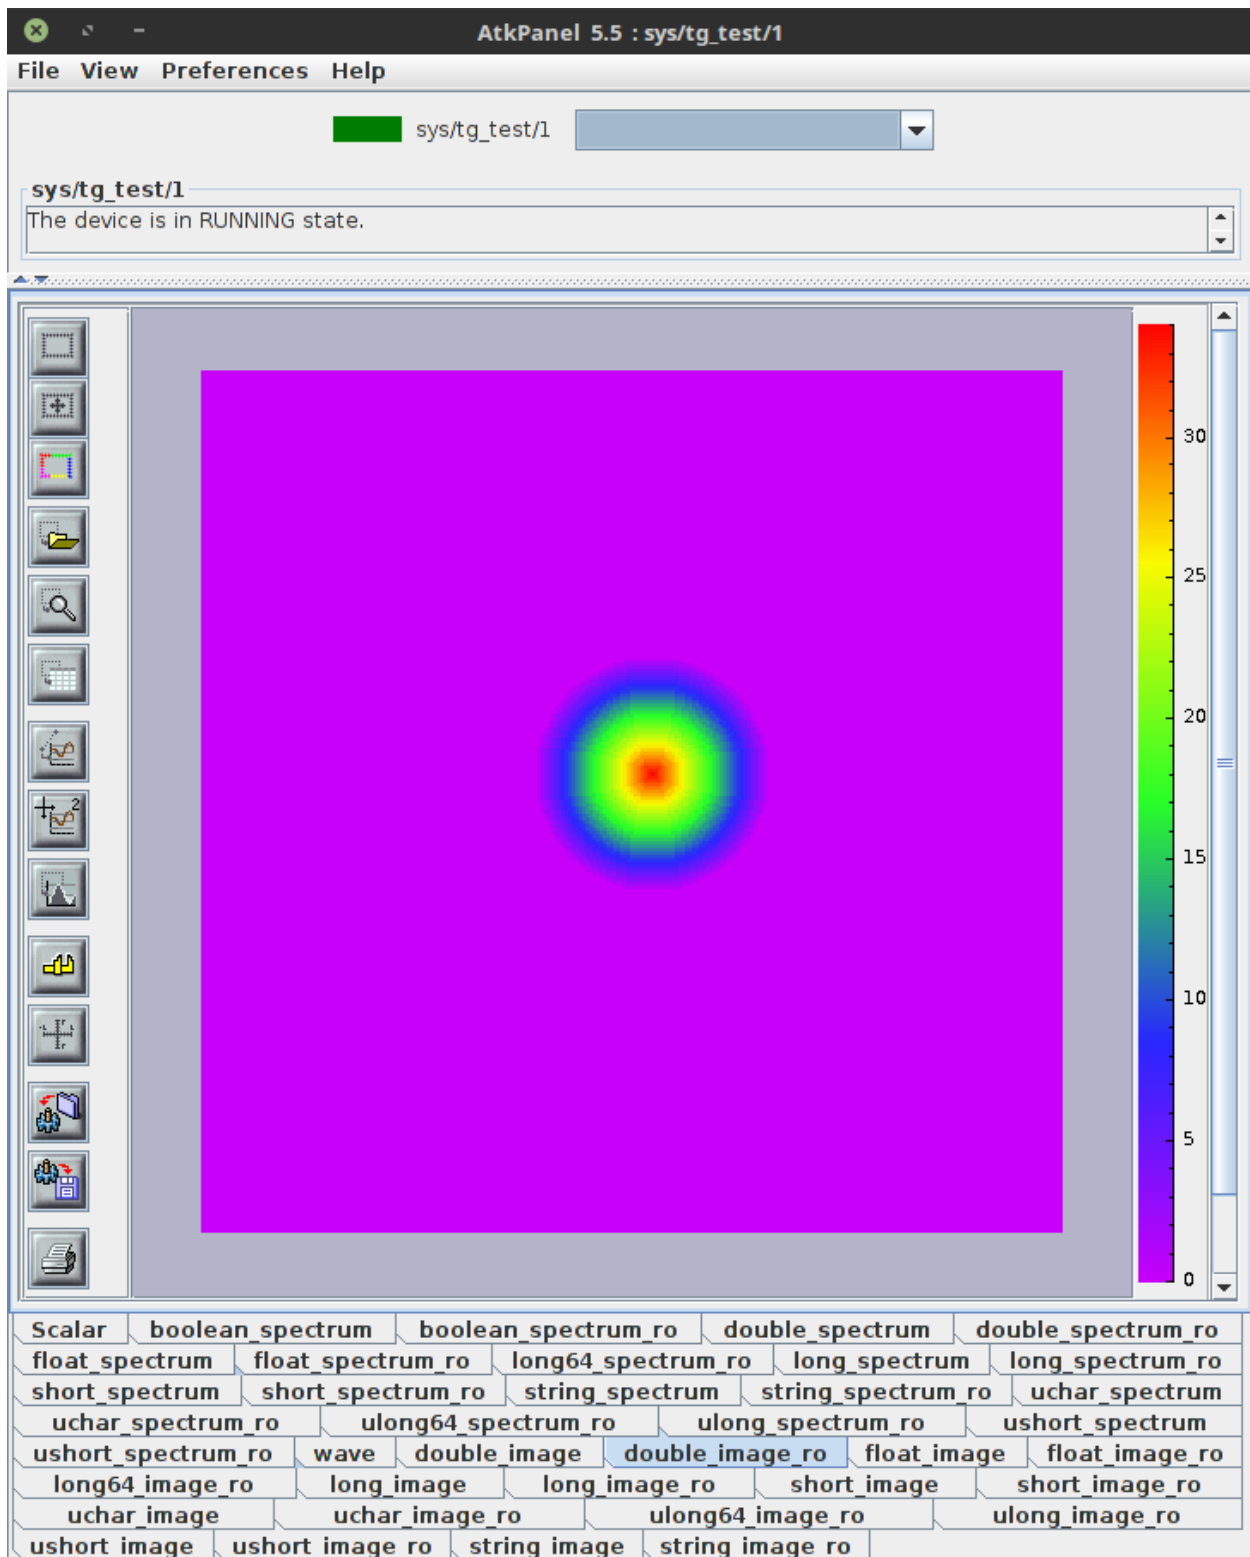 AtkPanel 5.5 : sys/tg_test/1
File View Preferences Help
sys/tg_test/1
sys/tg_test/1
The device is in RUNNING state.
30
25
20
15
10
5
0
2
Scalar boolean_spectrum boolean_spectrum_ro double_spectrum double_spectrum_ro
float_spectrum float_spectrum_ro long64_spectrum_ro long_spectrum long_spectrum_ro
short_spectrum short_spectrum_ro string_spectrum string_spectrum_ro uchar_spectrum
uchar_spectrum_ro ulong64_spectrum_ro ulong_spectrum_ro ushort_spectrum
ushort_spectrum_ro wave double_image double_image_ro float_image float_image_ro
long64_image_ro long_image long_image_ro short_image short_image_ro
uchar_image uchar_image_ro ulong64_image_ro ulong_image_ro
ushort_image ushort_image_ro string_image string_image_ro